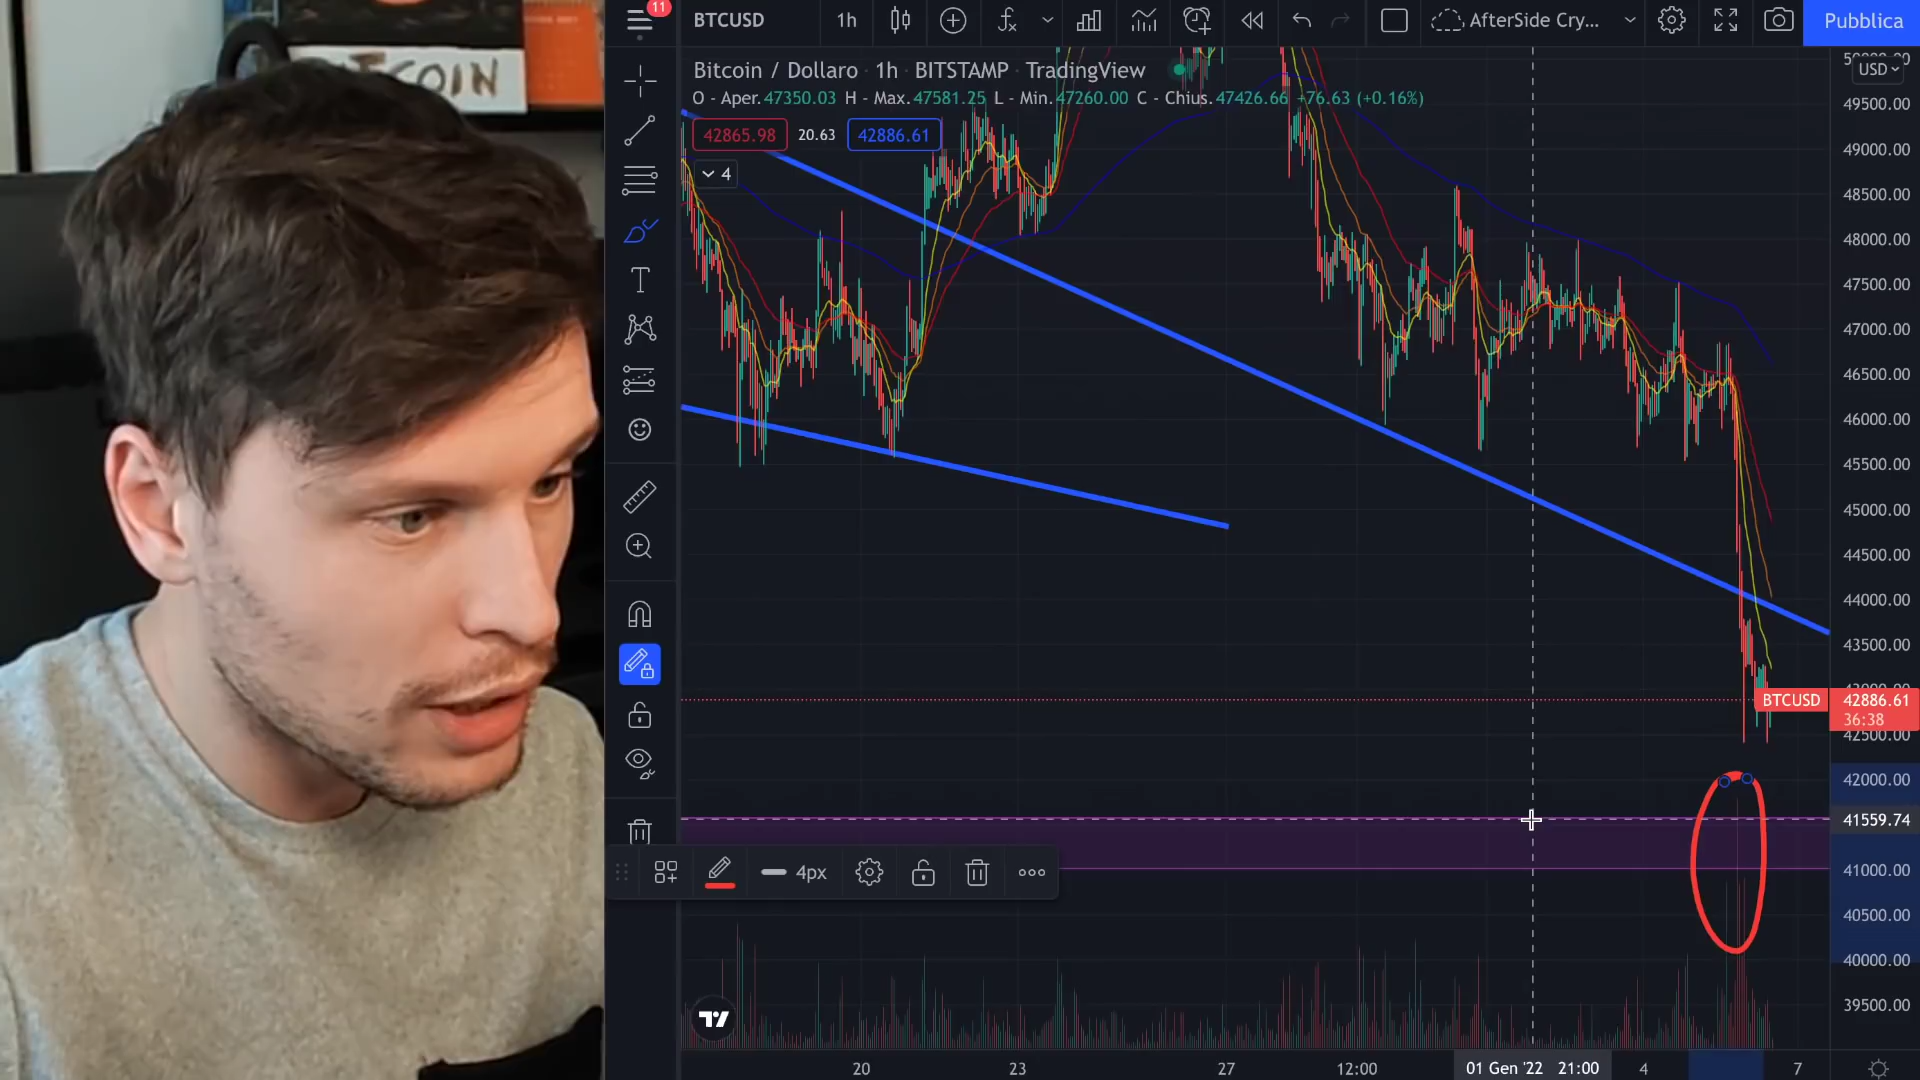 11
BTCUSD
1h
AfterSide Cry...
Pubblica
COIN
Bitcoin / Dollaro · 1h · BITSTAMP · TradingView
O - Aper.47350.03 H - Max.47581.25 L - Min.47260.00 C - Chius.47426.66 +76.63 (+0.16%)
42865.98 20.63 42886.61
4
USD
49500.00
49000.00
48500.00
48000.00
47500.00
47000.00
46500.00
46000.00
45500.00
45000.00
44500.00
44000.00
43500.00
BTCUSD 42886.61
36:38
42500.00
42000.00
41559.74
41000.00
40500.00
40000.00
39500.00
4px
20 23 27 12:00 01 Gen '22 21:00 4 7